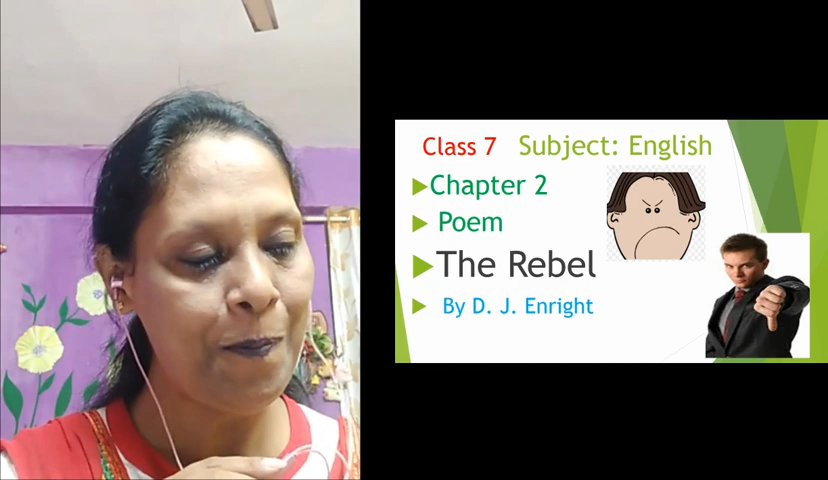 Class 7 Subject: English
Chapter 2
Poem
The Rebel
By D. J. Enright